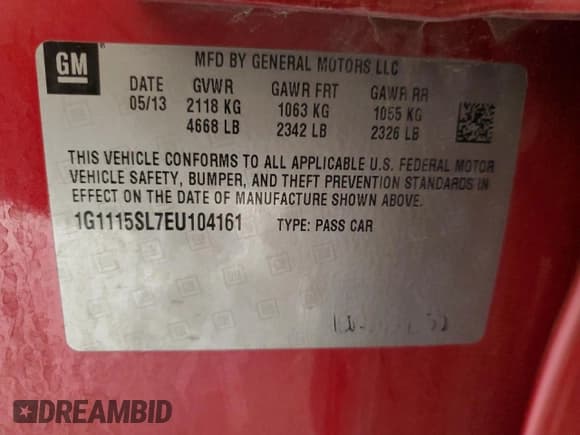 GM
MFD BY GENERAL MOTORS LLC
DATE GVWR GAWR FRT GAWR RR
05/13 2118 KG 1063 KG 1055 KG
4668 LB 2342 LB 2326 LB
THIS VEHICLE CONFORMS TO ALL APPLICABLE U.S. FEDERAL MOTOR
VEHICLE SAFETY, BUMPER, AND THEFT PREVENTION STANDARDS IN
EFFECT ON THE DATE OF MANUFACTURE SHOWN ABOVE.
1G1115SL7EU104161 TYPE: PASS CAR
DREAMBID